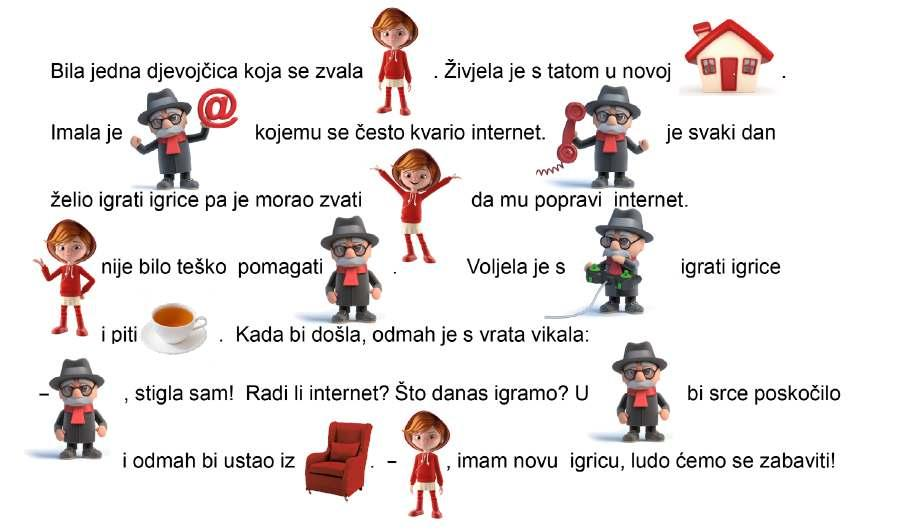 Bila jedna djevojčica koja se zvala . Živjela je s tatom u novoj .
Imala je @ kojemu se često kvario internet. je svaki dan
želio igrati igrice pa je morao zvati da mu popravi internet.
nije bilo teško pomagati . Voljela je s igrati igrice
i piti . Kada bi došla, odmah je s vrata vikala:
– , stigla sam! Radi li internet? Što danas igramo? U bi srce poskočilo
i odmah bi ustao iz . – , imam novu igricu, ludo ćemo se zabaviti!